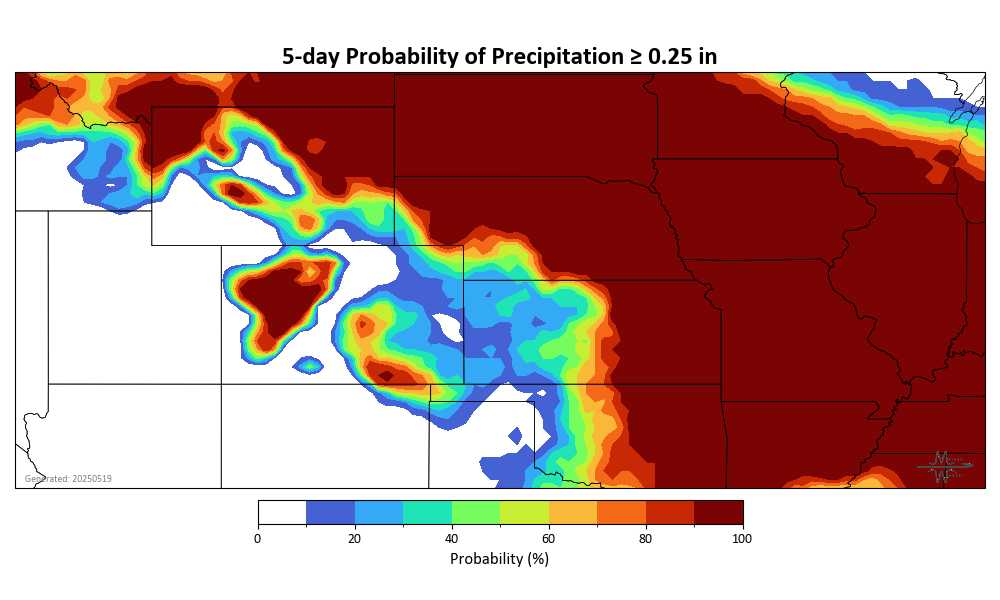 5-day Probability of Precipitation ≥ 0.25 in
Generated: 20250519
0 20 40 60 80 100
Probability (%)